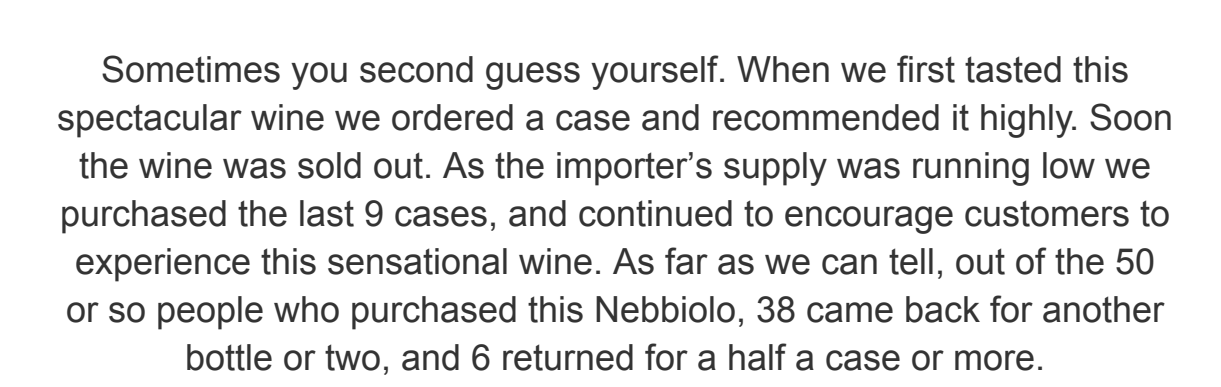 Sometimes you second guess yourself. When we first tasted this
spectacular wine we ordered a case and recommended it highly. Soon
the wine was sold out. As the importer’s supply was running low we
purchased the last 9 cases, and continued to encourage customers to
experience this sensational wine. As far as we can tell, out of the 50
or so people who purchased this Nebbiolo, 38 came back for another
bottle or two, and 6 returned for a half a case or more.